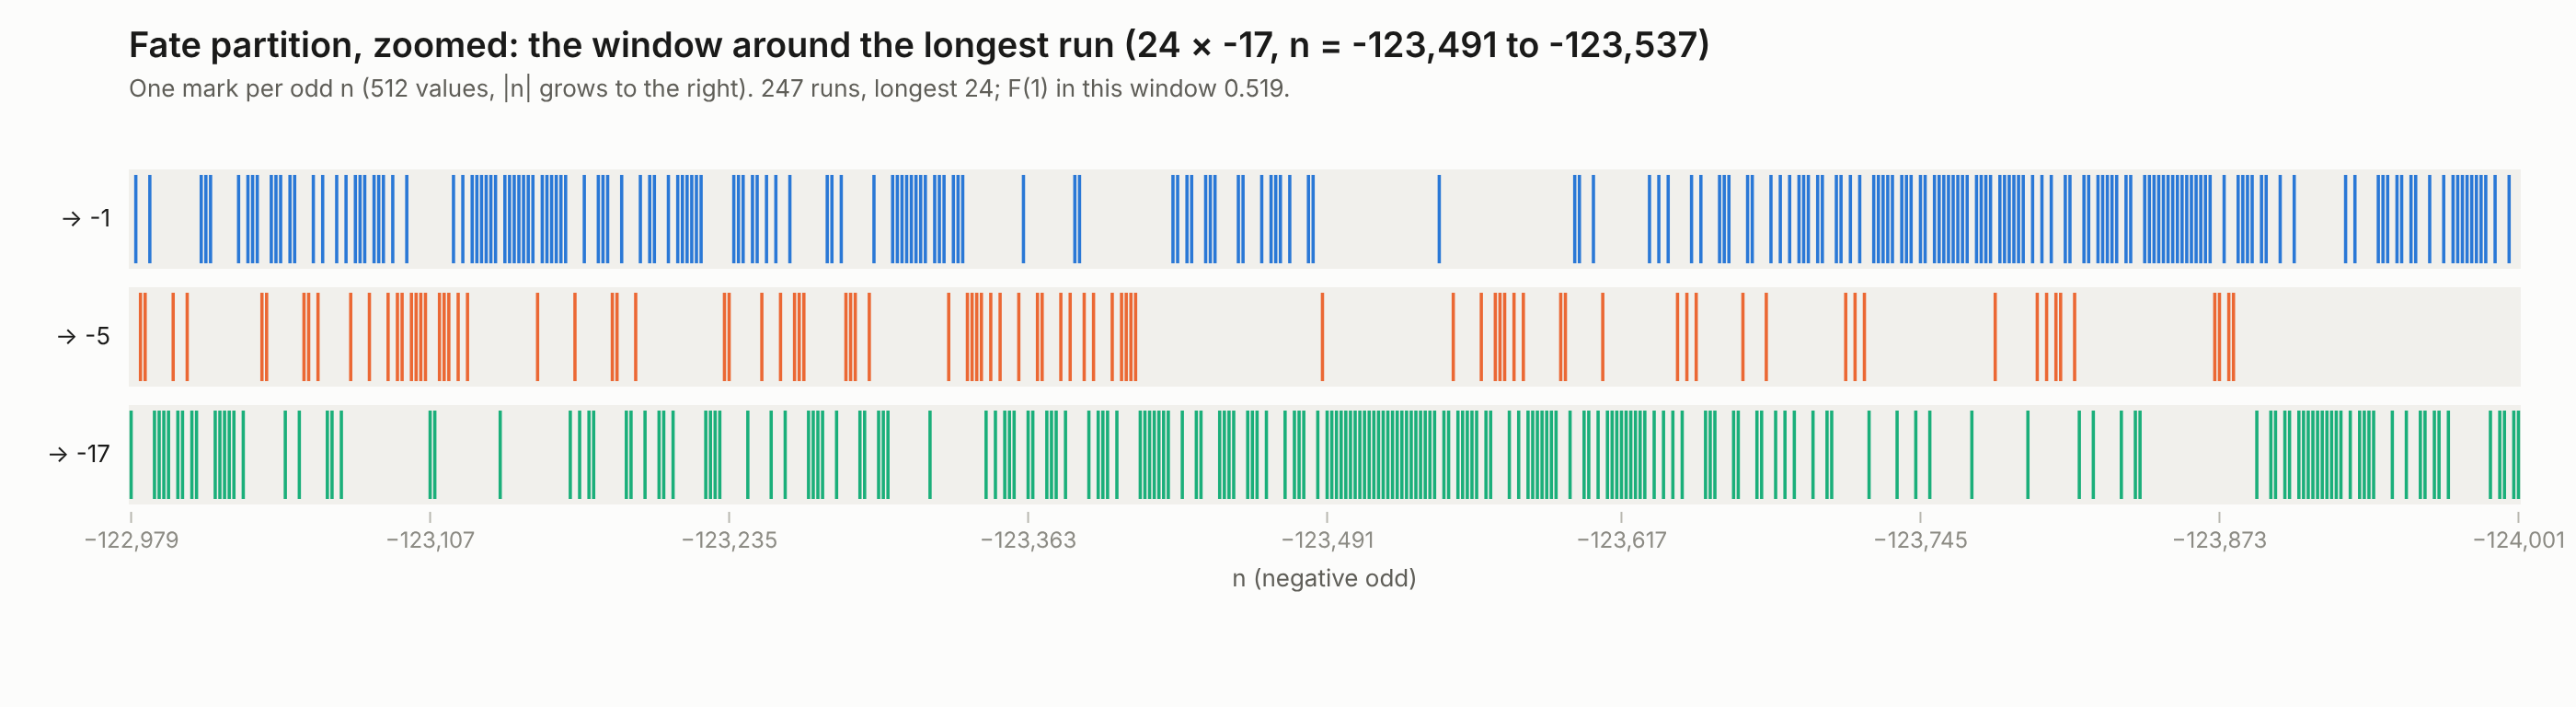 Fate partition, zoomed: the window around the longest run (24 × -17, n = -123,491 to -123,537)
One mark per odd n (512 values, |n| grows to the right). 247 runs, longest 24; F(1) in this window 0.519.
→ -1
→ -5
→ -17
−122,979 −123,107 −123,235 −123,363 −123,491 −123,617 −123,745 −123,873 −124,001
n (negative odd)